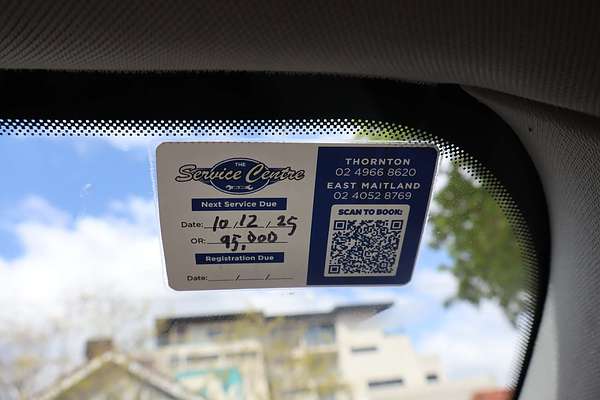 THE
Service Centre
Next Service Due
Date: 10 / 12 / 25
OR: 95,000
Registration Due
Date: / /
THORNTON
02 4966 8620
EAST MAITLAND
02 4052 8769
SCAN TO BOOK: